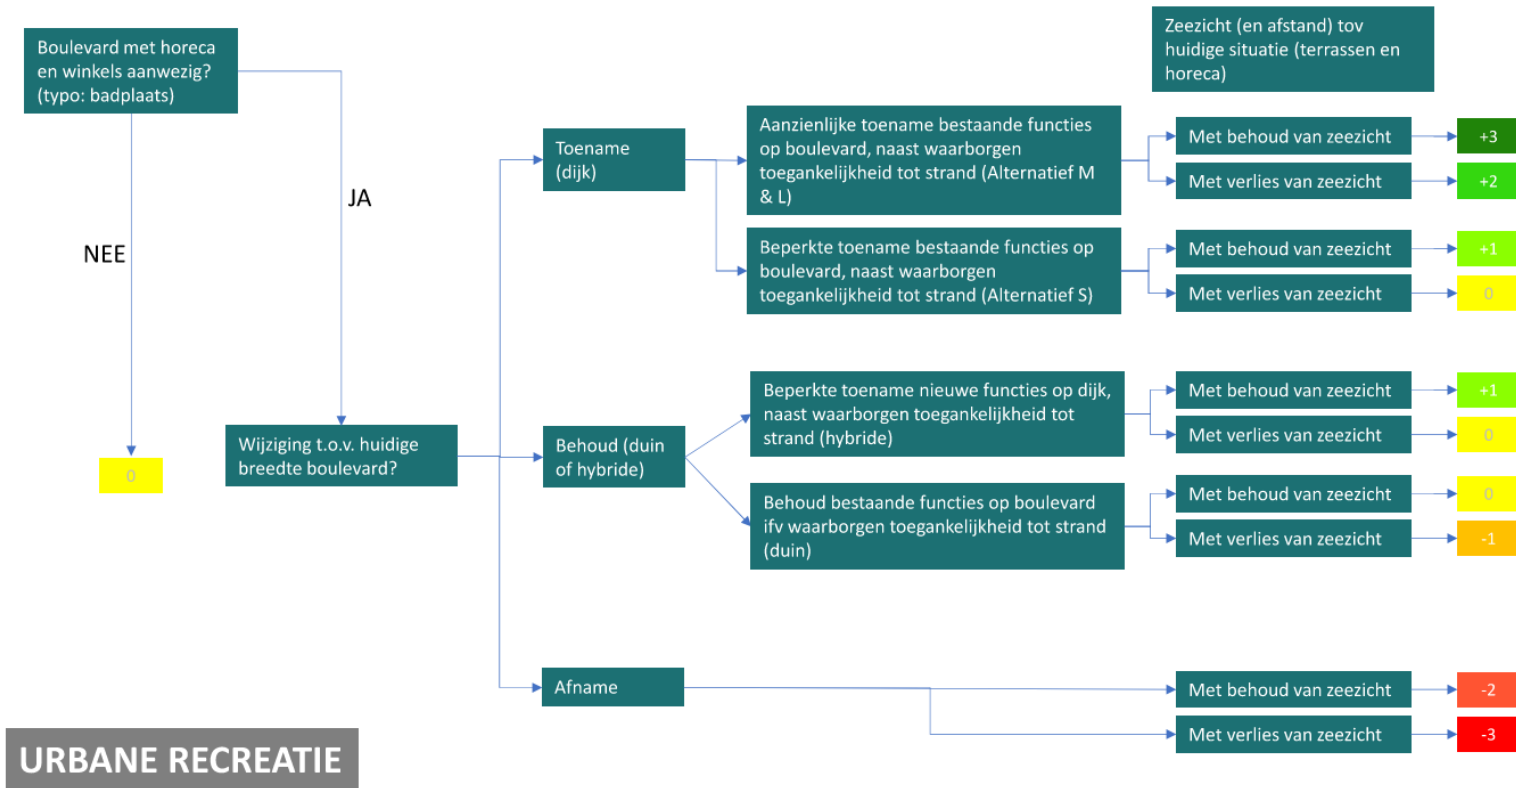 Boulevard met horeca
en winkels aanwezig?
(typo: badplaats)
NEE
0
JA
Wijziging t.o.v. huidige
breedte boulevard?
Toename
(dijk)
Aanzienlijke toename bestaande functies
op boulevard, naast waarborgen
toegankelijkheid tot strand (Alternatief M
& L)
Beperkte toename bestaande functies op
boulevard, naast waarborgen
toegankelijkheid tot strand (Alternatief S)
Behoud (duin
of hybride)
Beperkte toename nieuwe functies op dijk,
naast waarborgen toegankelijkheid tot
strand (hybride)
Behoud bestaande functies op boulevard
ifv waarborgen toegankelijkheid tot strand
(duin)
Afname
Zeezicht (en afstand) tov
huidige situatie (terrassen en
horeca)
Met behoud van zeezicht
+3
Met verlies van zeezicht
+2
Met behoud van zeezicht
+1
Met verlies van zeezicht
0
Met behoud van zeezicht
+1
Met verlies van zeezicht
0
Met behoud van zeezicht
0
Met verlies van zeezicht
-1
Met behoud van zeezicht
-2
Met verlies van zeezicht
-3
URBANE RECREATIE